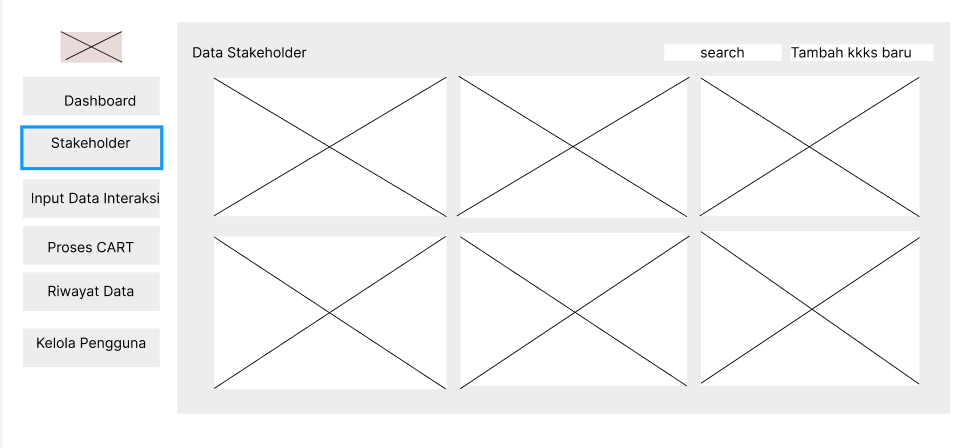 Data Stakeholder
search
Tambah kkks baru
Dashboard
Stakeholder
Input Data Interaksi
Proses CART
Riwayat Data
Kelola Pengguna